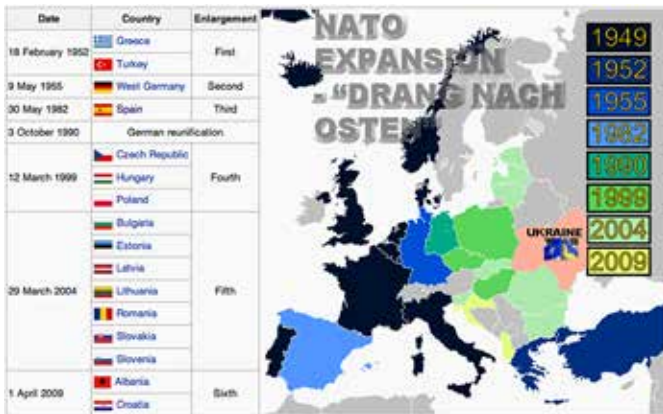 Date Country Enlargement
18 February 1952 Greece First
Turkey
9 May 1955 West Germany Second
30 May 1982 Spain Third
3 October 1990 German reunification
12 March 1999 Czech Republic Fourth
Hungary
Poland
29 March 2004 Bulgaria Fifth
Estonia
Latvia
Lithuania
Romania
Slovakia
Slovenia
1 April 2009 Albania Sixth
Croatia
NATO
EXPANSION
- "DRANG NACH
OSTEN"
1949
1952
1955
1982
1990
1999
2004
2009
UKRAINE